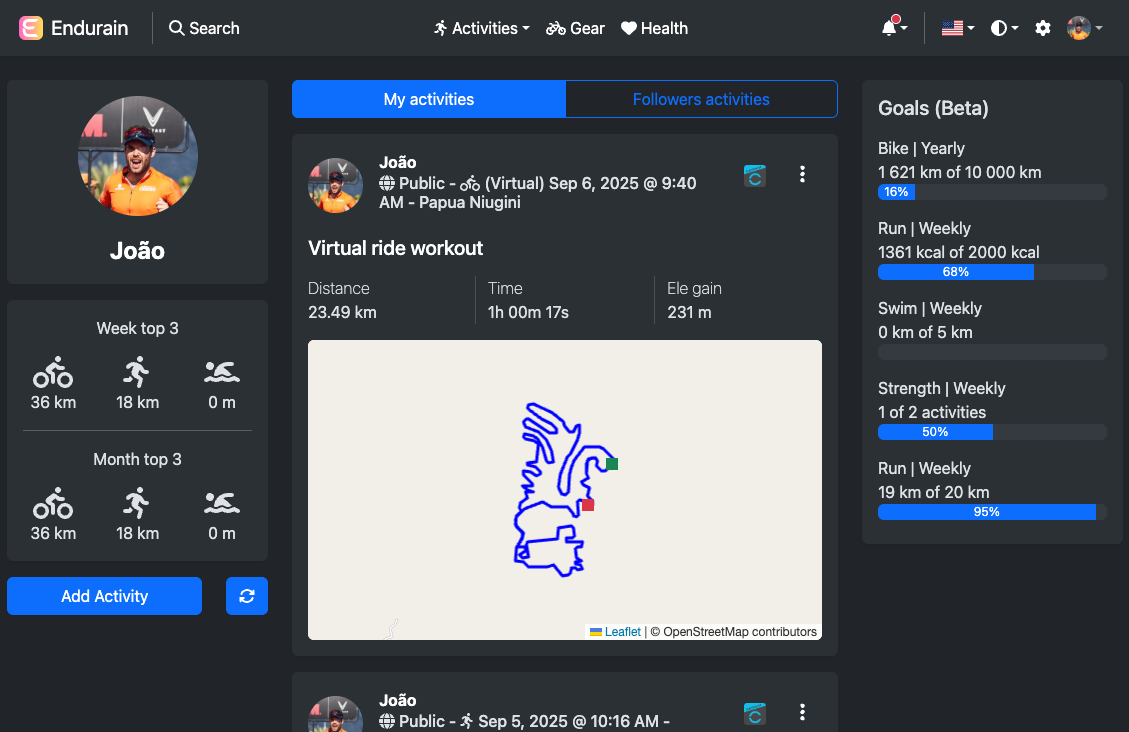 Endurain
Search
Activities
Gear
Health
João
Week top 3
36 km
18 km
0 m
Month top 3
36 km
18 km
0 m
Add Activity
My activities
Followers activities
João
Public - (Virtual) Sep 6, 2025 @ 9:40
AM - Papua Niugini
Virtual ride workout
Distance
23.49 km
Time
1h 00m 17s
Ele gain
231 m
Leaflet | © OpenStreetMap contributors
João
Public - Sep 5, 2025 @ 10:16 AM -
Goals (Beta)
Bike | Yearly
1 621 km of 10 000 km
16%
Run | Weekly
1361 kcal of 2000 kcal
68%
Swim | Weekly
0 km of 5 km
Strength | Weekly
1 of 2 activities
50%
Run | Weekly
19 km of 20 km
95%